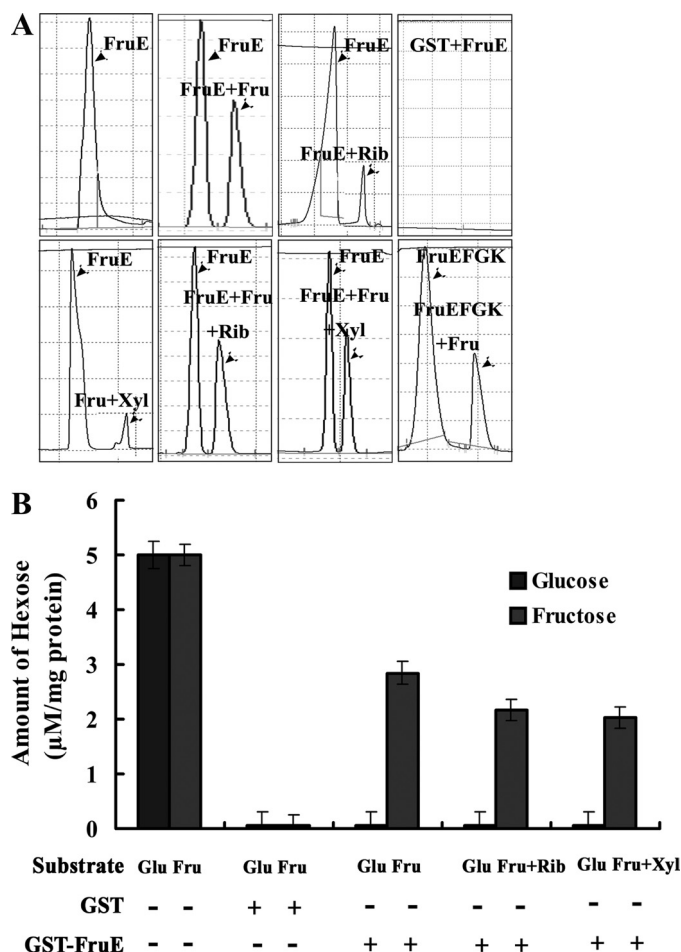 A
FruE
FruE
FruE+Fru
FruE
FruE+Rib
GST+FruE
FruE
Fru+Xyl
FruE
FruE+Fru
+Rib
FruE
FruE+Fru
+Xyl
FruEFGK
FruEFGK
+Fru
B
Amount of Hexose
(μM/mg protein)
6
5
4
3
2
1
0
Glucose
Fructose
Substrate Glu Fru Glu Fru Glu Fru Glu Fru+Rib Glu Fru+Xyl
GST - - + + - - - - - -
GST-FruE - - - - + + + + + +